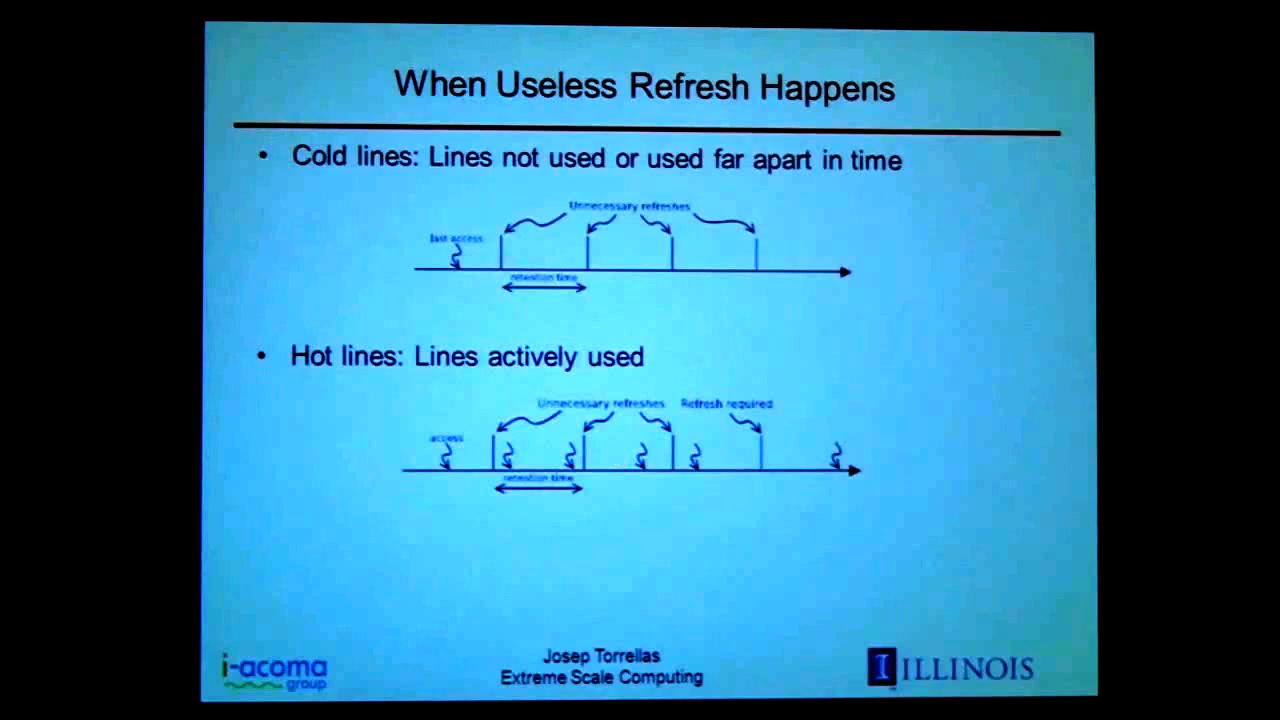 When Useless Refresh Happens
• Cold lines: Lines not used or used far apart in time
Unnecessary refreshes
last access
retention time
• Hot lines: Lines actively used
Unnecessary refreshes Refresh required
access
retention time
i-acoma
group
Josep Torrellas
Extreme Scale Computing
I ILLINOIS